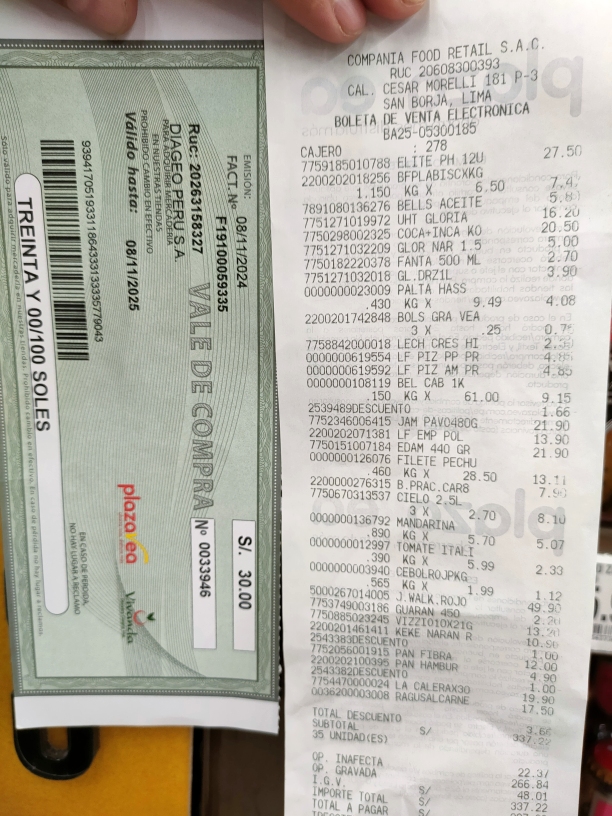 EMISIÓN:
08/11/2024
FACT. Nº F19100059335
Ruc: 20263158327
DIAGEO PERU S.A.
PARA ADQUIRIR MERCADERIA
EN NUESTRAS TIENDAS
PROHIBIDO CAMBIO EN EFECTIVO
Válido hasta: 08/11/2025
VALE DE COMPRA
S/. 30.00
Nº 0033946
plazavea
Vivanda
EN CASO DE PERDIDA,
NO HAY LUGAR A RECLAMO
TREINTA Y 00/100 SOLES
COMPANIA FOOD RETAIL S.A.C.
RUC 20608300393
CAL. CESAR MORELLI 181 P-3
SAN BORJA, LIMA
BOLETA DE VENTA ELECTRONICA
BA25-05300185
CAJERO : 278
7759185010788 ELITE PH 12U 27.50
2200202018256 BFPLABISCXKG
1.150 KG X 6.50
7891080136276 BELLS ACEITE
7751271019972 UHT GLORIA 16.20
7750298002325 COCA+INCA KO 20.50
7751271032209 GLOR NAR 1.5 5.00
7750182220378 FANTA 500 ML 2.70
7751271032018 GL.DRZ1L 3.90
0000000023009 PALTA HASS
.430 KG X 9.49 4.08
2200201742848 BOLS GRA VEA
3 X .25 0.75
7758842000018 LECH CRES HI
0000000619554 LF PIZ PP PR 4.85
0000000619592 LF PIZ AM PR 4.85
0000000108119 BEL CAB 1K
.150 KG X 61.00 9.15
2539489DESCUENTO 1.66
7752346006415 JAM PAVO480G 21.90
2200202071381 LF EMP POL 13.90
7750151007184 EDAM 440 GR 21.90
0000000126076 FILETE PECHU
.460 KG X 28.50 13.11
2200000276315 B.PRAC.CAR8 7.90
7750670313537 CIELO 2.5L
3 X 2.70 8.10
0000000136792 MANDARINA
.890 KG X 5.70 5.07
0000000012997 TOMATE ITALI
.390 KG X 5.99 2.33
0000000003940 CEBOLROJPKG
.565 KG X 1.99 1.12
5000267014005 J.WALK.ROJO 49.90
7753749003186 GUARAN 450 2.20
7750885023245 VIZZIO10X21G
2200201461411 KEKE NARAN R 10.90
2543383DESCUENTO 1.00
7752056001915 PAN FIBRA 12.00
2200202100395 PAN HAMBUR 4.90
2543382DESCUENTO 1.00
7754470000024 LA CALERAX30 19.90
0036200003008 RAGUSALCARNE 17.50
TOTAL DESCUENTO 3.66
SUBTOTAL S/ 337.22
35 UNIDAD(ES)
OP. INAFECTA 22.37
OP. GRAVADA 266.84
I.G.V. 48.01
IMPORTE TOTAL S/ 337.22
TOTAL A PAGAR S/